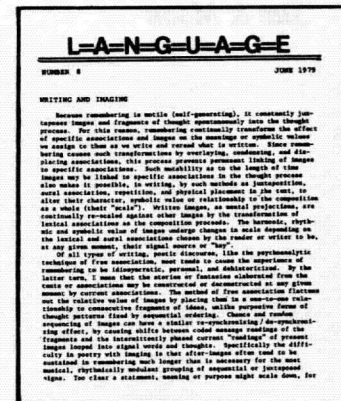 L=A=N=G=U=A=G=E
NUMBER 8 JUNE 1979
WRITING AND IMAGING
Because remembering is motile (self-generating), it constantly jux-
taposes images and fragments of thought spontaneously into the thought
process. For this reason, remembering continually transforms the effect
of specific associations and images on the meanings or symbolic values
we assign to them as we write and reread what is written. Since remem-
bering causes such transformations by overlaying, condensing, and dis-
placing associations, this process prevents permanent linking of images
to specific associations. Such mutability as to the length of time
images may be linked to specific associations in the thought process
also makes it possible, in writing, by such methods as juxtaposition,
aural association, repetition, and physical placement in the text, to
alter their character, symbolic value or relationship to the composition
as a whole (their "scale"). Written images, as mental projections, are
continually re-scaled against other images by the transformation of
lexical associations as the composition proceeds. The harmonic, rhyth-
mic and symbolic value of images undergo changes in scale depending on
the lexical and aural associations chosen by the reader or writer to be,
at any given moment, their signal source or "key".
Of all types of writing, poetic discourse, like the psychoanalytic
technique of free association, most tends to cause the experience of
remembering to be idiosyncratic, personal, and dehistoricized. By the
latter term, I mean that the stories or fantasies elaborated from the
texts or associations may be constructed or deconstructed at any given
moment by current associations. The method of free association flattens
out the relative value of images by placing them in a one-to-one rela-
tionship to consecutive fragments of ideas, unlike purposive forms of
thought patterns fixed by sequential ordering. Chance and random
sequencing of images can have a similar re-synchronizing/de-synchroni-
zing effect, by causing shifts between coded message readings of the
fragments and the intermittently phased current "readings" of present
images looped into signal words and thoughts. Specifically the diffi-
culty in poetry with imaging is that after-images often tend to be
sustained in remembering much longer than is necessary for the most
musical, rhythmically modulated grouping of sequential or juxtaposed
signs. Too clear a statement, meaning or purpose might scale down, for